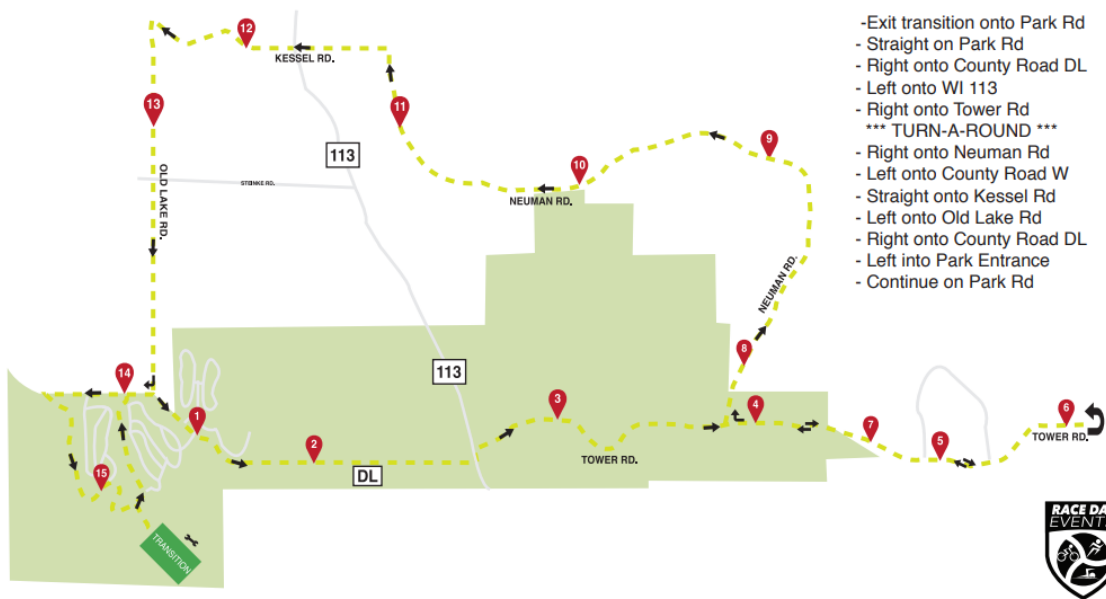 -Exit transition onto Park Rd
- Straight on Park Rd
- Right onto County Road DL
- Left onto WI 113
- Right onto Tower Rd
*** TURN-A-ROUND ***
- Right onto Neuman Rd
- Left onto County Road W
- Straight onto Kessel Rd
- Left onto Old Lake Rd
- Right onto County Road DL
- Left into Park Entrance
- Continue on Park Rd
12
KESSEL RD.
13
11
113
9
10
OLD LAKE RD.
STEINKE RD.
NEUMAN RD.
NEUMAN RD.
8
14
113
1
3
4
6
2
7
5
TOWER RD.
TOWER RD.
15
DL
TRANSITION
RACE DA
EVENT